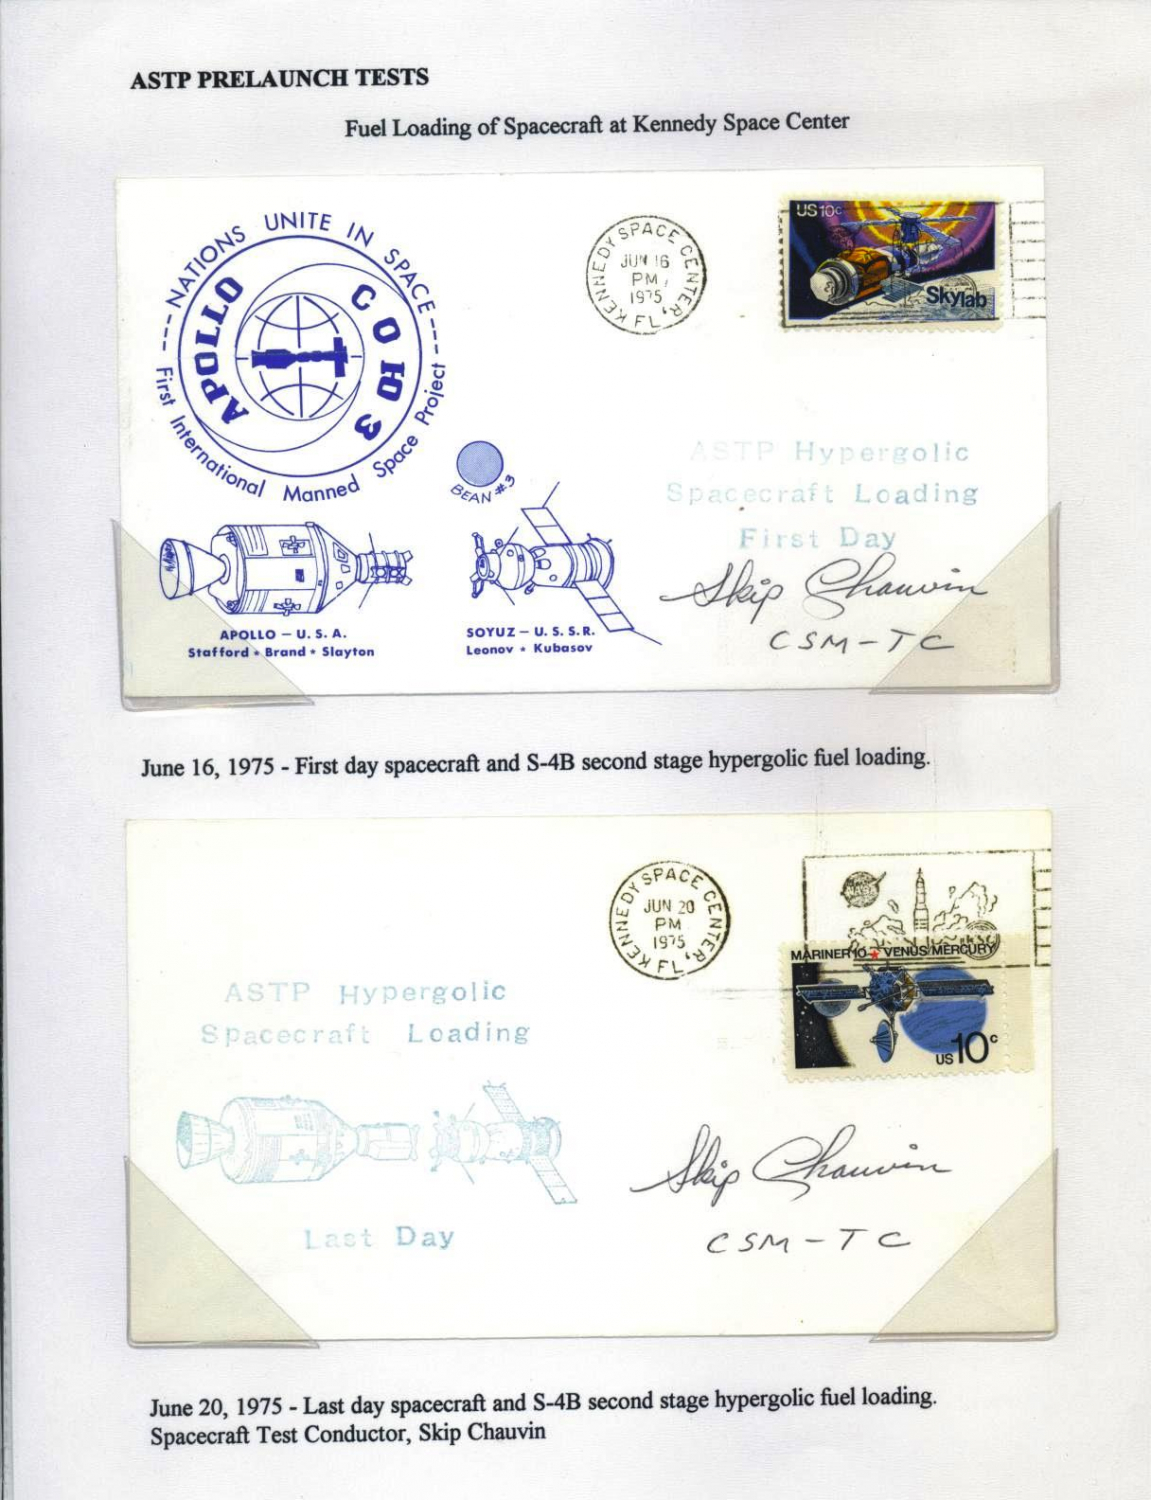 ASTP PRELAUNCH TESTS
Fuel Loading of Spacecraft at Kennedy Space Center
---NATIONS UNITE IN SPACE---
First International Manned Space Project
APOLLO
СОЮЗ
KENNEDY SPACE CENTER, FL
JUN 16
PM
1975
US 10c
Skylab
BEAN #3
ASTP Hypergolic
Spacecraft Loading
First Day
Skip Chauvin
CSM-TC
APOLLO — U. S. A.
Stafford * Brand * Slayton
SOYUZ — U. S. S. R.
Leonov * Kubasov
June 16, 1975 - First day spacecraft and S-4B second stage hypergolic fuel loading.
KENNEDY SPACE CENTER, FL
JUN 20
PM
1975
NASA
KSC
MARINER 10 ★ VENUS/MERCURY
US 10c
ASTP Hypergolic
Spacecraft Loading
Last Day
Skip Chauvin
CSM-TC
June 20, 1975 - Last day spacecraft and S-4B second stage hypergolic fuel loading.
Spacecraft Test Conductor, Skip Chauvin